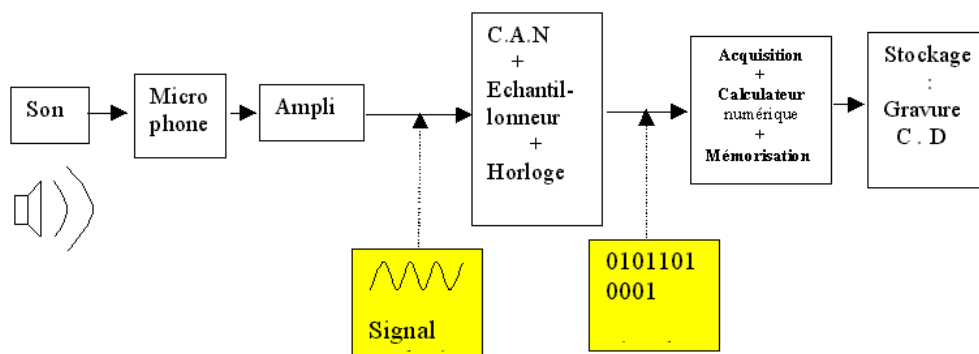 Son
Micro
phone
Ampli
C.A.N
+
Echantil-
lonneur
+
Horloge
Acquisition
+
Calculateur
numérique
+
Mémorisation
Stockage
:
Gravure
C . D
Signal
0101101
0001